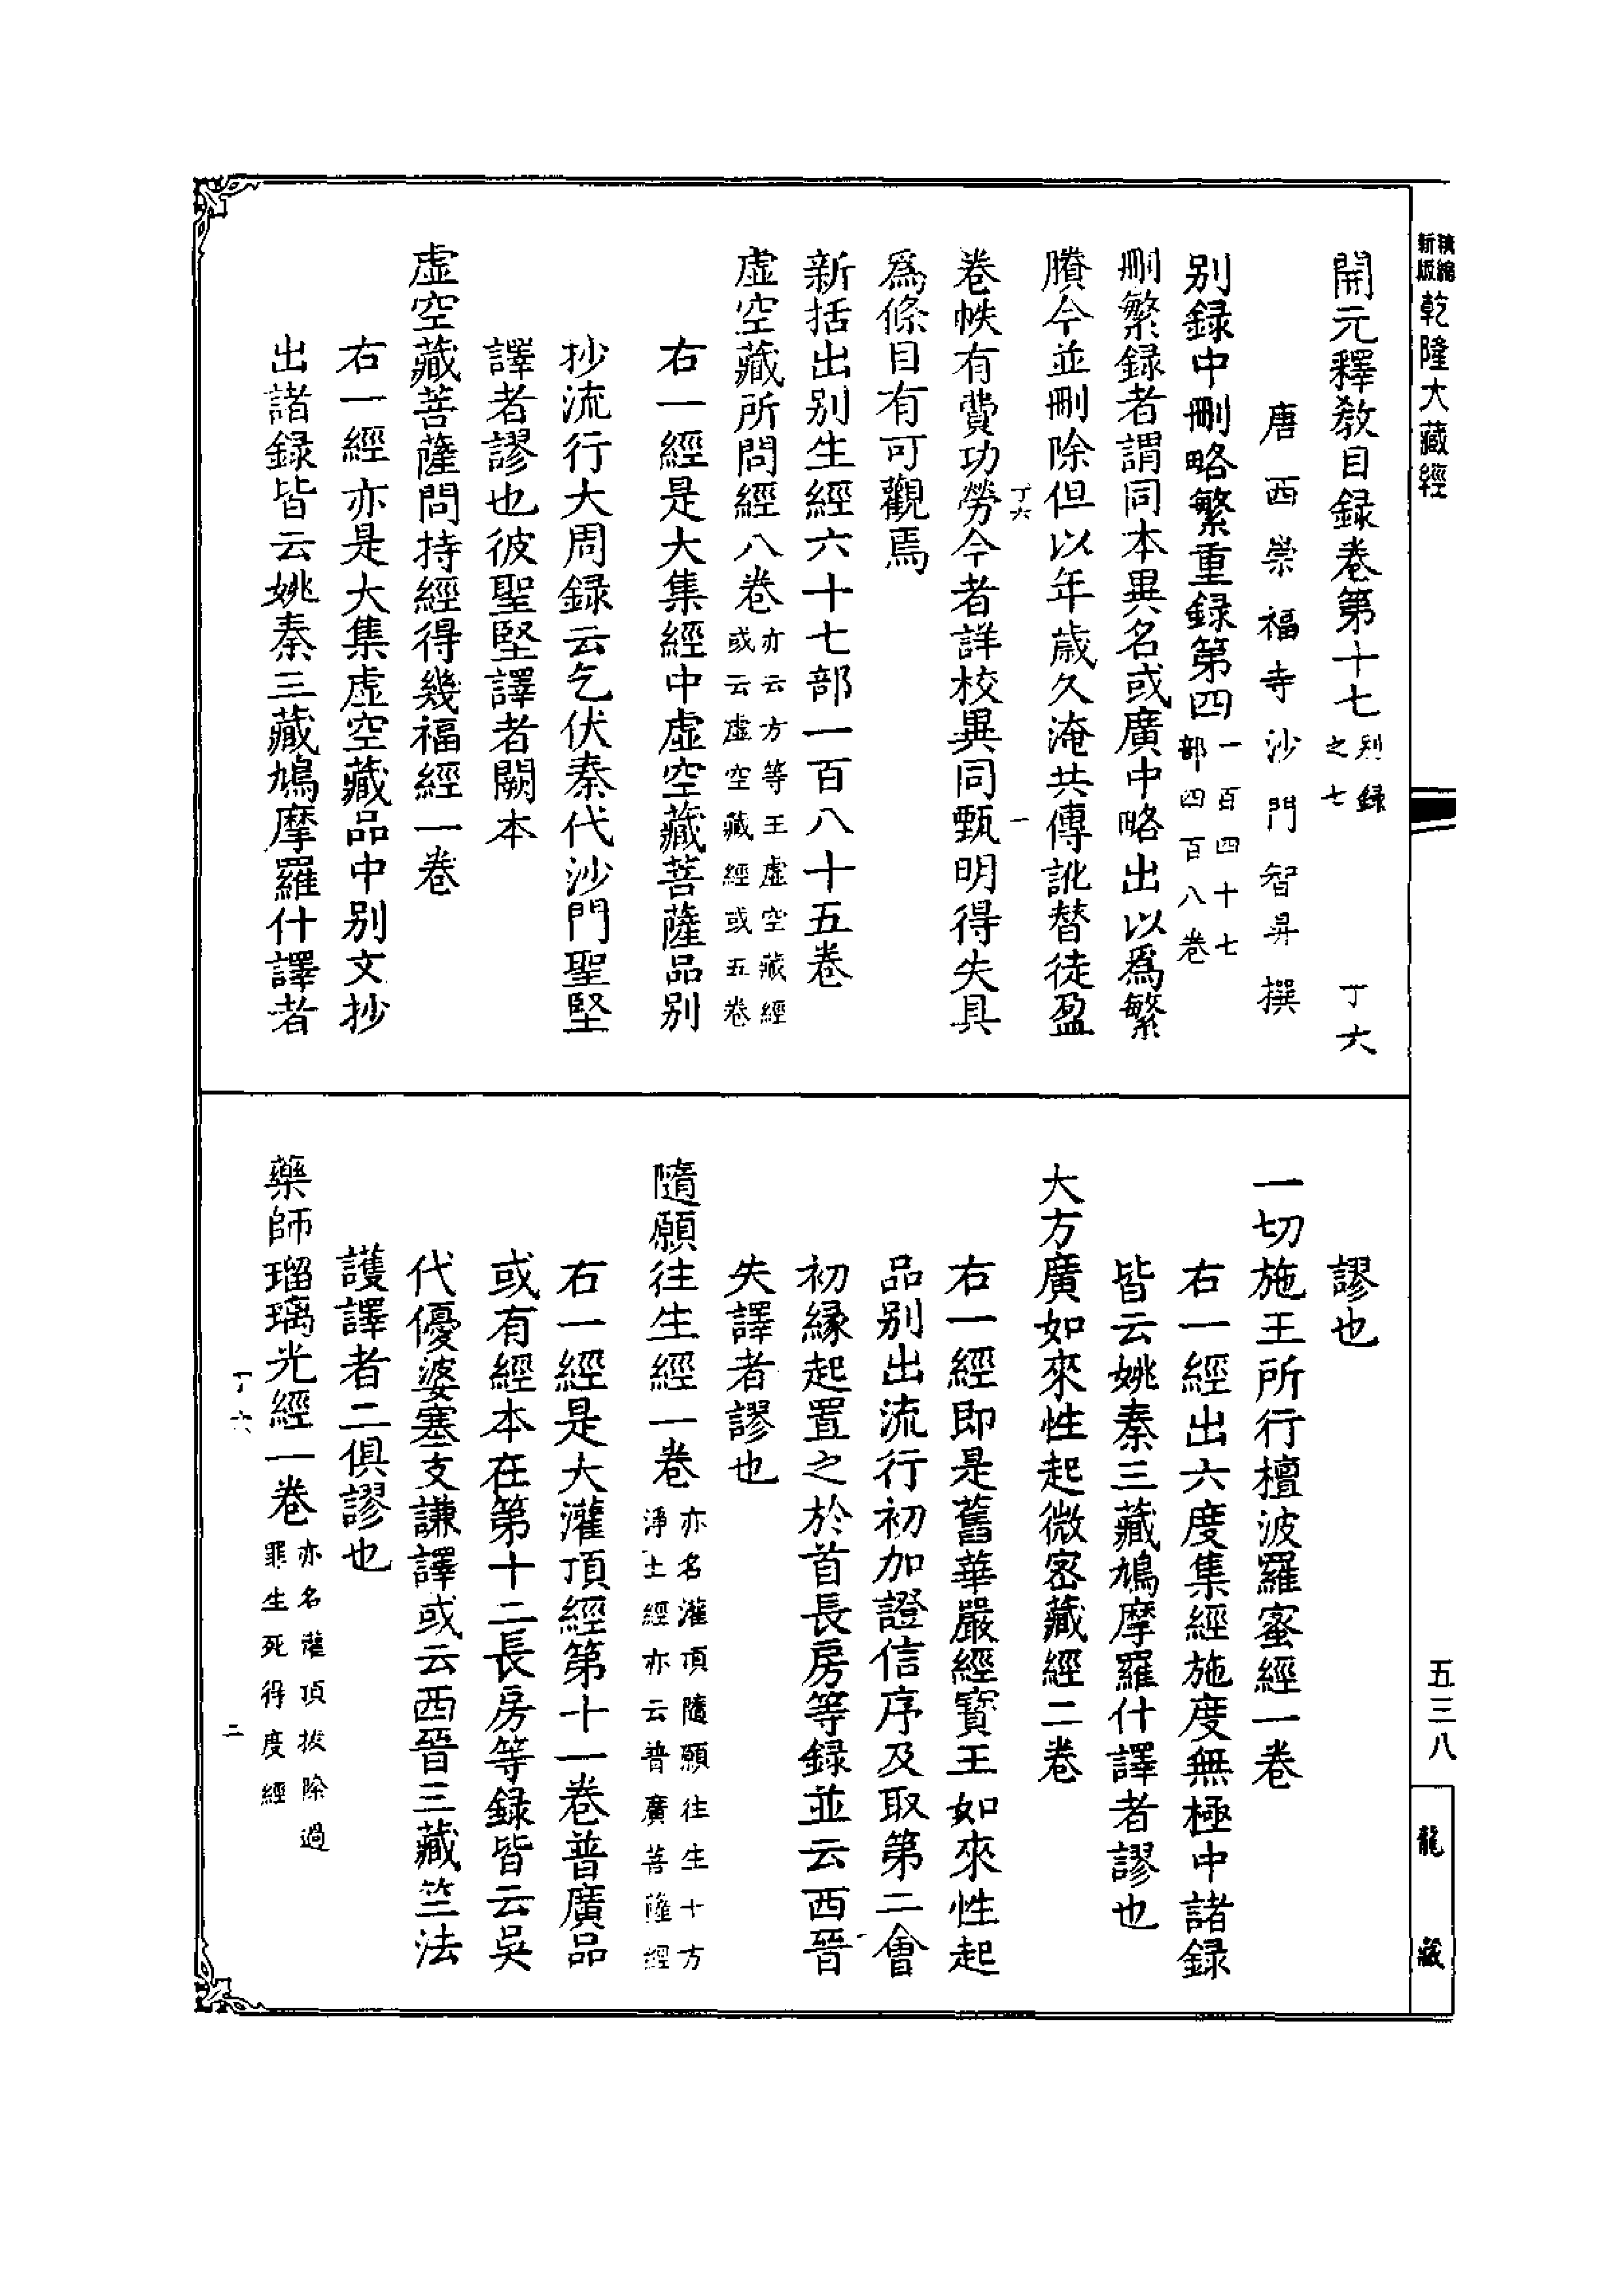 新版 精縮 乾隆大藏經
開元釋教目録卷第十七 别録之七 丁六
唐西崇福寺沙門智昇撰
别録中刪略繁重録第四 一百四十七部四百八卷
刪繁録者謂同本異名或廣中略出以爲繁
賸今並刪除但以年歲久淹共傳訛替徒盈
丁六 一
卷帙有費功勞今者詳校異同甄明得失具
爲條目有可觀焉
新括出别生經六十七部一百八十五卷
虛空藏所問經八卷 亦云方等王虛空藏經或云虛空藏經或五卷
右一經是大集經中虛空藏菩薩品别
抄流行大周録云乞伏秦代沙門聖堅
譯者謬也彼聖堅譯者闕本
虛空藏菩薩問持經得幾福經一卷
右一經亦是大集虛空藏品中别文抄
出諸録皆云姚秦三藏鳩摩羅什譯者
謬也
一切施王所行檀波羅蜜經一卷
右一經出六度集經施度無極中諸録
皆云姚秦三藏鳩摩羅什譯者謬也
大方廣如來性起微密藏經二卷
右一經即是舊華嚴經寶王如來性起
品别出流行初加證信序及取第二會
初縁起置之於首長房等録並云西晉
失譯者謬也
隨願往生經一卷 亦名灌頂隨願往生十方淨土經亦云普廣菩薩經
右一經是大灌頂經第十一卷普廣品
或有經本在第十二長房等録皆云吳
代優婆塞支謙譯或云西晉三藏竺法
護譯者二俱謬也
藥師瑠璃光經一卷 亦名灌頂拔除過罪生死得度經
丁六 二
五三八
龍藏